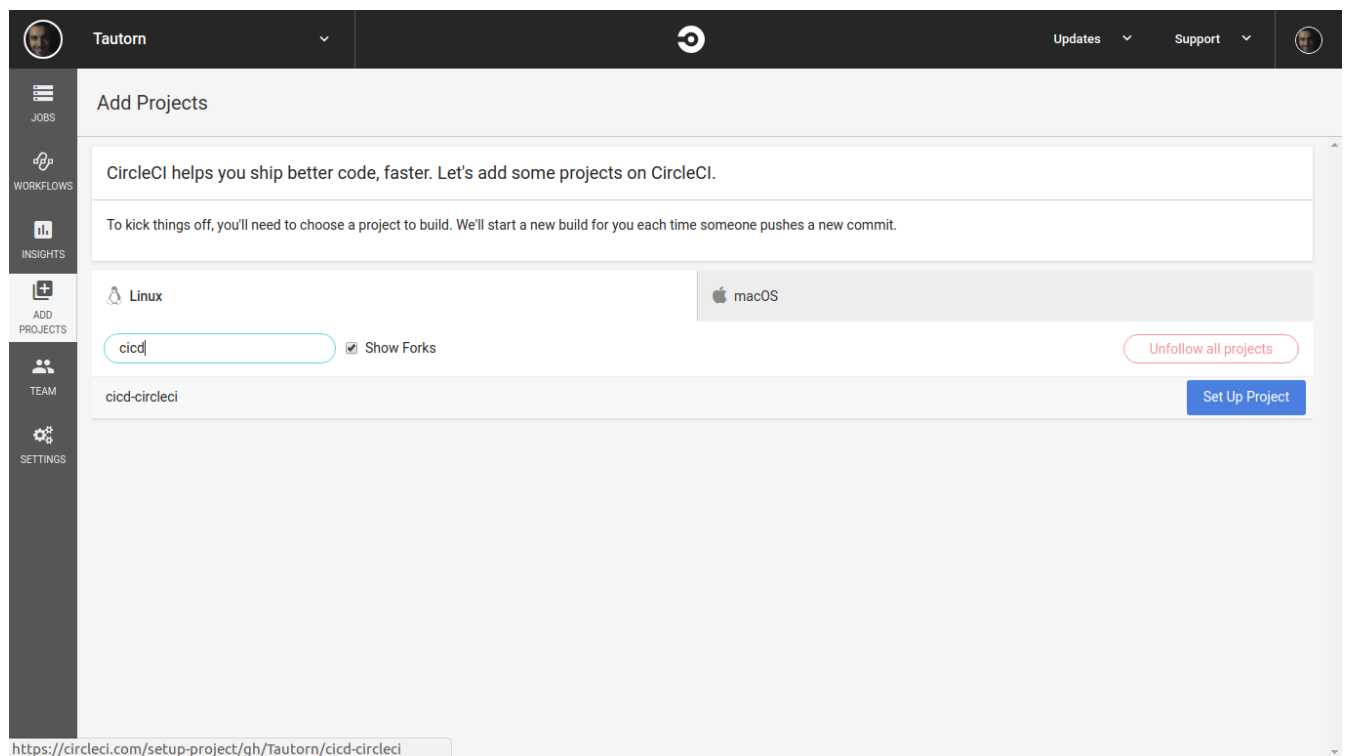 Tautorn
Updates
Support
JOBS
WORKFLOWS
INSIGHTS
ADD
PROJECTS
TEAM
SETTINGS
Add Projects
CircleCI helps you ship better code, faster. Let's add some projects on CircleCI.
To kick things off, you'll need to choose a project to build. We'll start a new build for you each time someone pushes a new commit.
Linux
macOS
cicd
Show Forks
Unfollow all projects
cicd-circleci
Set Up Project
https://circleci.com/setup-project/gh/Tautorn/cicd-circleci